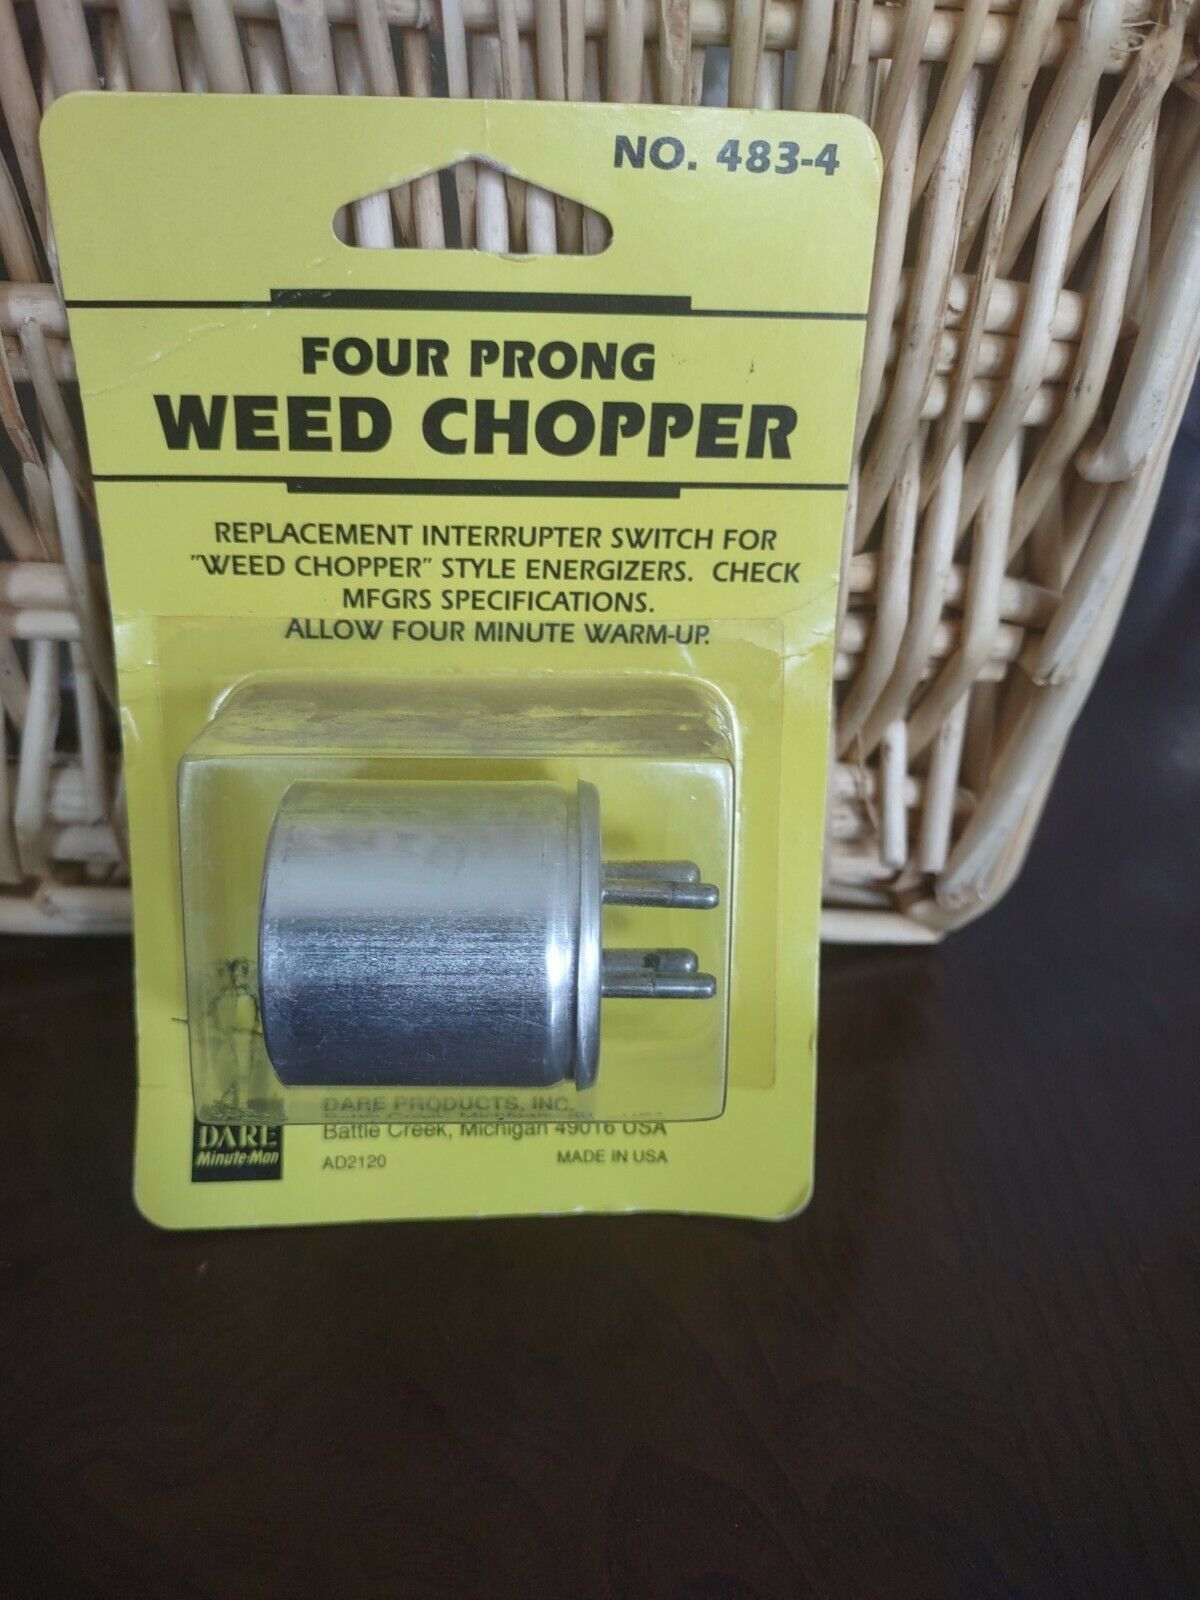 NO. 483-4
FOUR PRONG
WEED CHOPPER
REPLACEMENT INTERRUPTER SWITCH FOR
"WEED CHOPPER" STYLE ENERGIZERS. CHECK
MFGRS SPECIFICATIONS.
ALLOW FOUR MINUTE WARM-UP.
DARE
Minute-Man
DARE PRODUCTS, INC.
Battle Creek, Michigan 49016 USA
AD2120 MADE IN USA